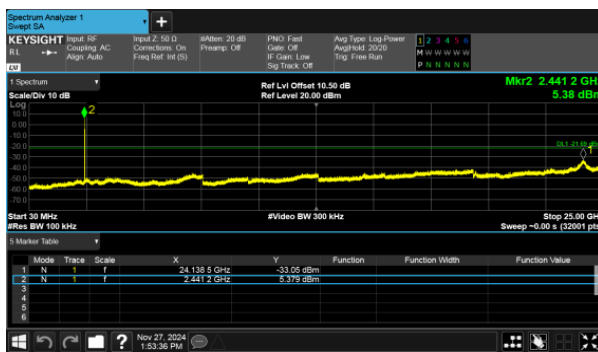 Spectrum Analyzer 1
Swept SA
+
KEYSIGHT Input: RF Input Z: 50 Ω #Atten: 20 dB PNO: Fast Avg Type: Log-Power 1 2 3 4 5 6
RL Coupling: AC Corrections: On Preamp: Off Gate: Off Avg|Hold: 20/20 M W W W W W
Align: Auto Freq Ref: Int (S) IF Gain: Low Trig: Free Run
Sig Track: Off P N N N N N
LXI
1 Spectrum Ref Lvl Offset 10.50 dB Mkr2 2.441 2 GH
Scale/Div 10 dB Ref Level 20.00 dBm 5.38 dBm
Log
10.0
0.00
-10.0
-20.0
-30.0
-40.0
-50.0
-60.0
-70.0
2
1
Start 30 MHz #Video BW 300 kHz Stop 25.00 GH
#Res BW 100 kHz Sweep ~0.00 s (32001 pts
5 Marker Table
Mode Trace Scale X Y Function Function Width Function Value
1 N 1 f 24.138 5 GHz -33.05 dBm
2 N 1 f 2.441 2 GHz 5.379 dBm
3
4
5
6
?
Nov 27, 2024
1:53:36 PM